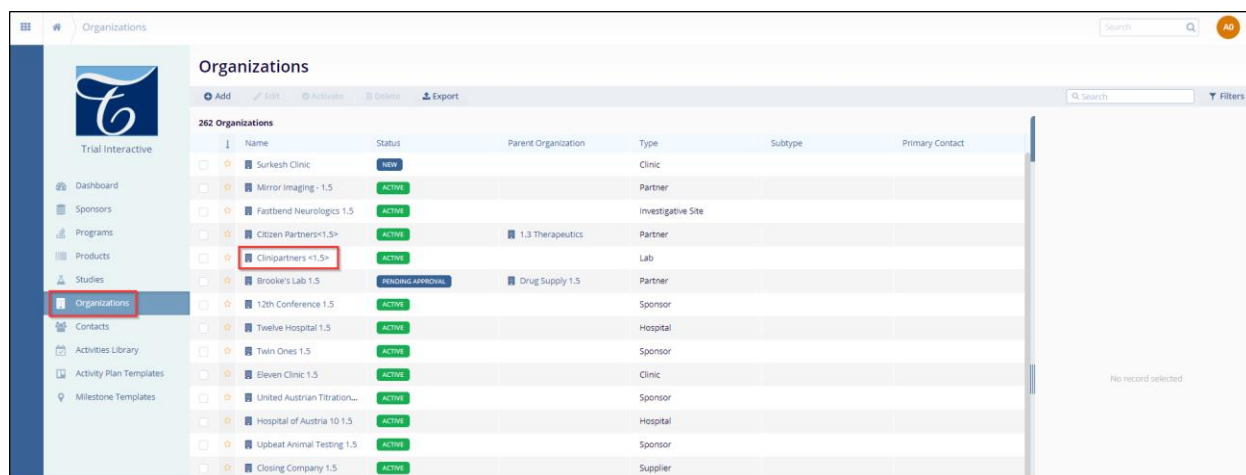 Organizations
Search
AO
Trial Interactive
Dashboard
Sponsors
Programs
Products
Studies
Organizations
Contacts
Activities Library
Activity Plan Templates
Milestone Templates
Organizations
Add Edit Activate Delete Export
Search
Filters
262 Organizations
Name Status Parent Organization Type Subtype Primary Contact
Surkesh Clinic NEW Clinic
Mirror Imaging - 1.5 ACTIVE Partner
Fastbend Neurologics 1.5 ACTIVE Investigative Site
Citizen Partners<1.5> ACTIVE 1.3 Therapeutics Partner
Clinipartners <1.5> ACTIVE Lab
Brooke's Lab 1.5 PENDING APPROVAL Drug Supply 1.5 Partner
12th Conference 1.5 ACTIVE Sponsor
Twelve Hospital 1.5 ACTIVE Hospital
Twin Ones 1.5 ACTIVE Sponsor
Eleven Clinic 1.5 ACTIVE Clinic
United Austrian Titration... ACTIVE Sponsor
Hospital of Austria 10 1.5 ACTIVE Hospital
Upbeat Animal Testing 1.5 ACTIVE Sponsor
Closing Company 1.5 ACTIVE Supplier
No record selected